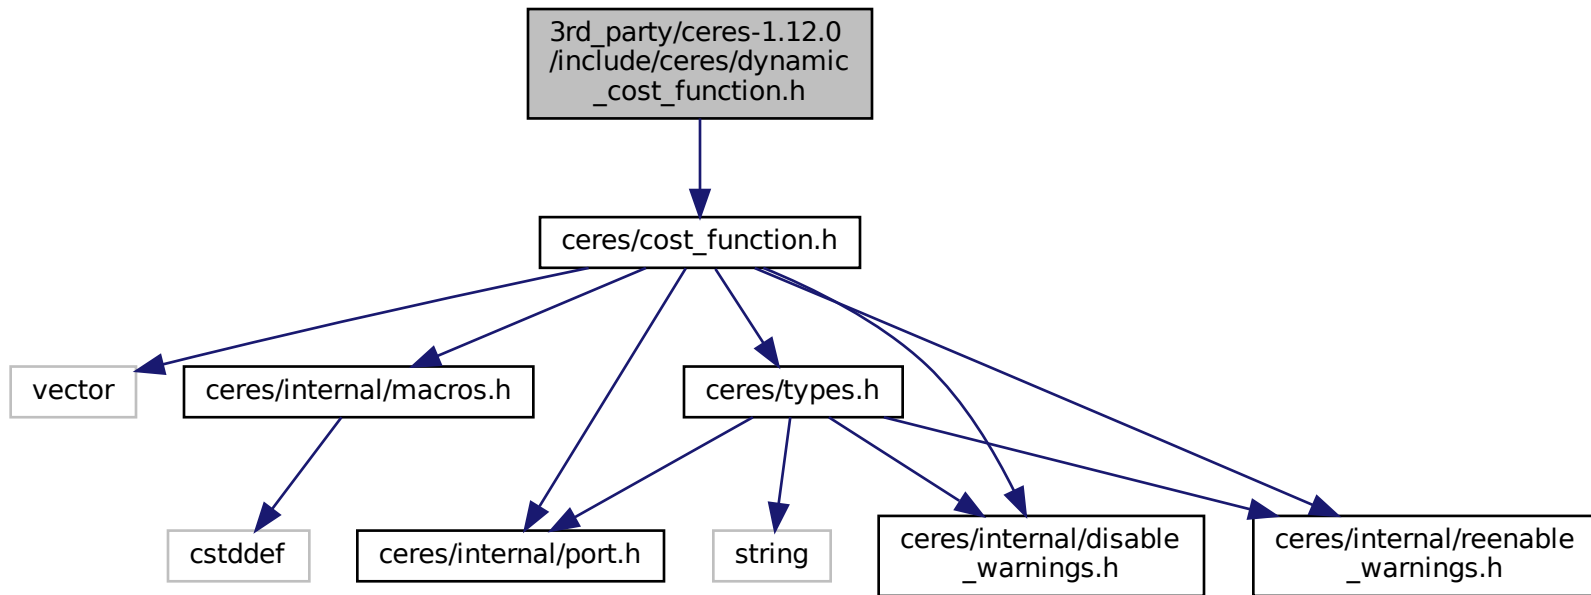 3rd_party/ceres-1.12.0
/include/ceres/dynamic
_cost_function.h
ceres/cost_function.h
vector
ceres/internal/macros.h
ceres/types.h
cstddef
ceres/internal/port.h
string
ceres/internal/disable
_warnings.h
ceres/internal/reenable
_warnings.h